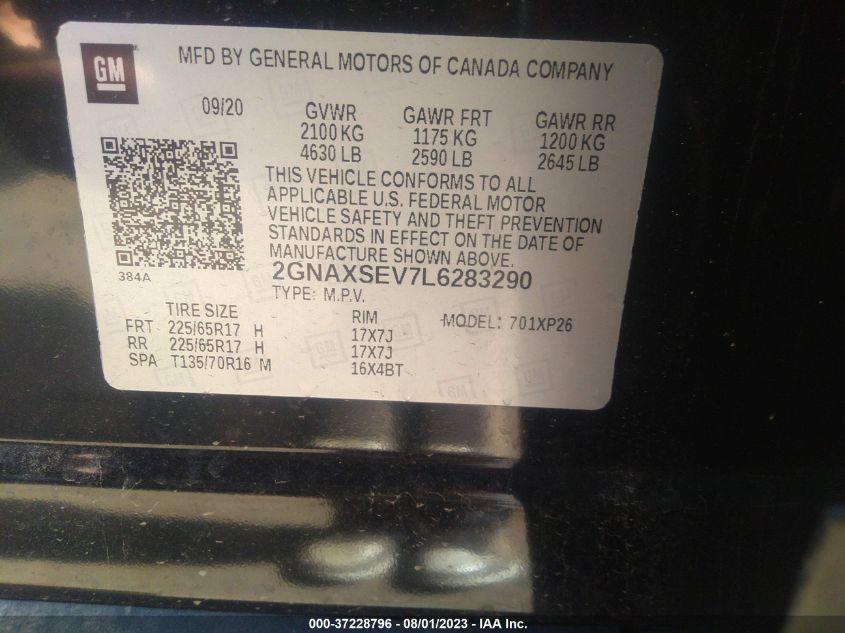 GM
MFD BY GENERAL MOTORS OF CANADA COMPANY
09/20 GVWR GAWR FRT GAWR RR
2100 KG 1175 KG 1200 KG
4630 LB 2590 LB 2645 LB
THIS VEHICLE CONFORMS TO ALL
APPLICABLE U.S. FEDERAL MOTOR
VEHICLE SAFETY AND THEFT PREVENTION
STANDARDS IN EFFECT ON THE DATE OF
MANUFACTURE SHOWN ABOVE.
384A 2GNAXSEV7L6283290
TYPE: M.P.V.
TIRE SIZE RIM MODEL: 701XP26
FRT 225/65R17 H 17X7J
RR 225/65R17 H 17X7J
SPA T135/70R16 M 16X4BT
000-37228796 - 08/01/2023 - IAA Inc.